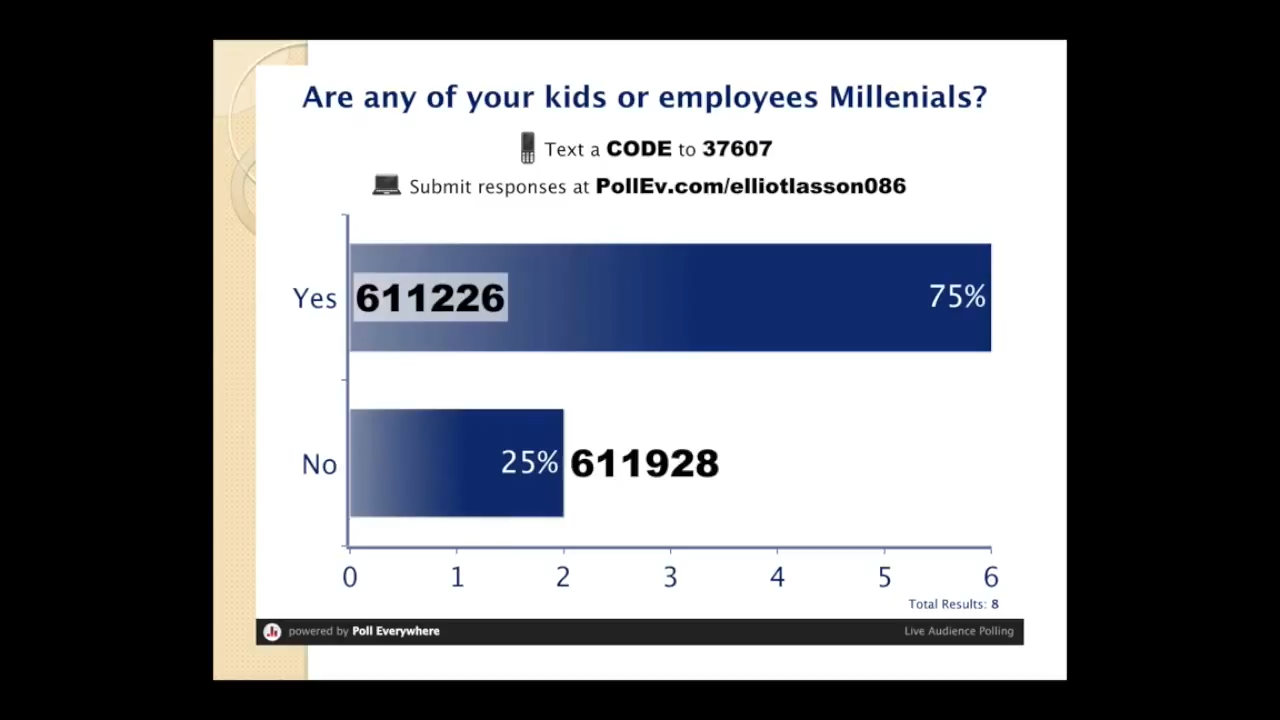 Are any of your kids or employees Millenials?
Text a CODE to 37607
Submit responses at PollEv.com/elliotlasson086
Yes 611226 75%
No 25% 611928
0 1 2 3 4 5 6
Total Results: 8
powered by Poll Everywhere Live Audience Polling